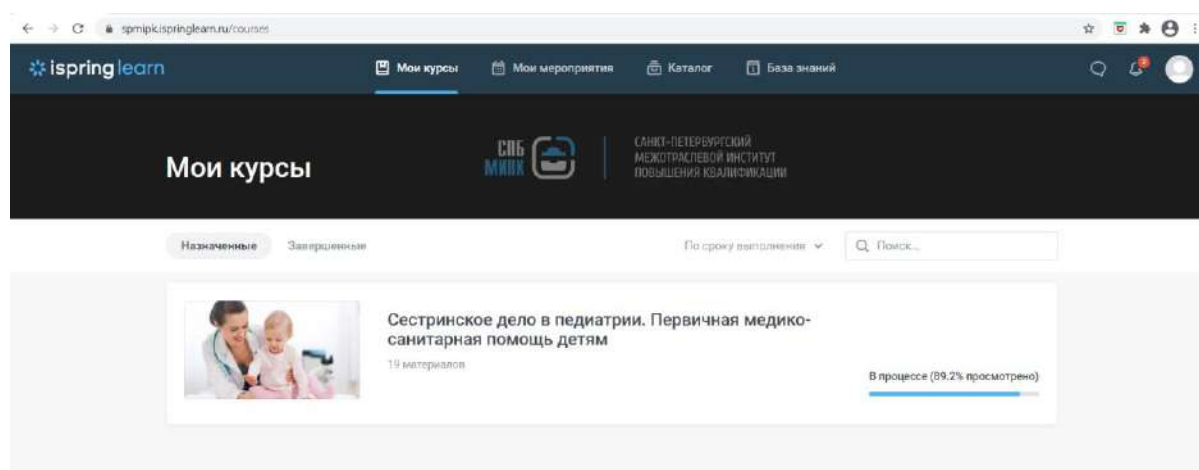 spmipk.ispringlearn.ru/courses
ispring learn
Мои курсы
Мои мероприятия
Каталог
База знаний
2
Мои курсы
СПБ
МИПК
САНКТ-ПЕТЕРБУРГСКИЙ
МЕЖОТРАСЛЕВОЙ ИНСТИТУТ
ПОВЫШЕНИЯ КВАЛИФИКАЦИИ
Назначенные
Завершенные
По сроку выполнения
Поиск...
Сестринское дело в педиатрии. Первичная медико-
санитарная помощь детям
19 материалов
В процессе (89.2% просмотрено)